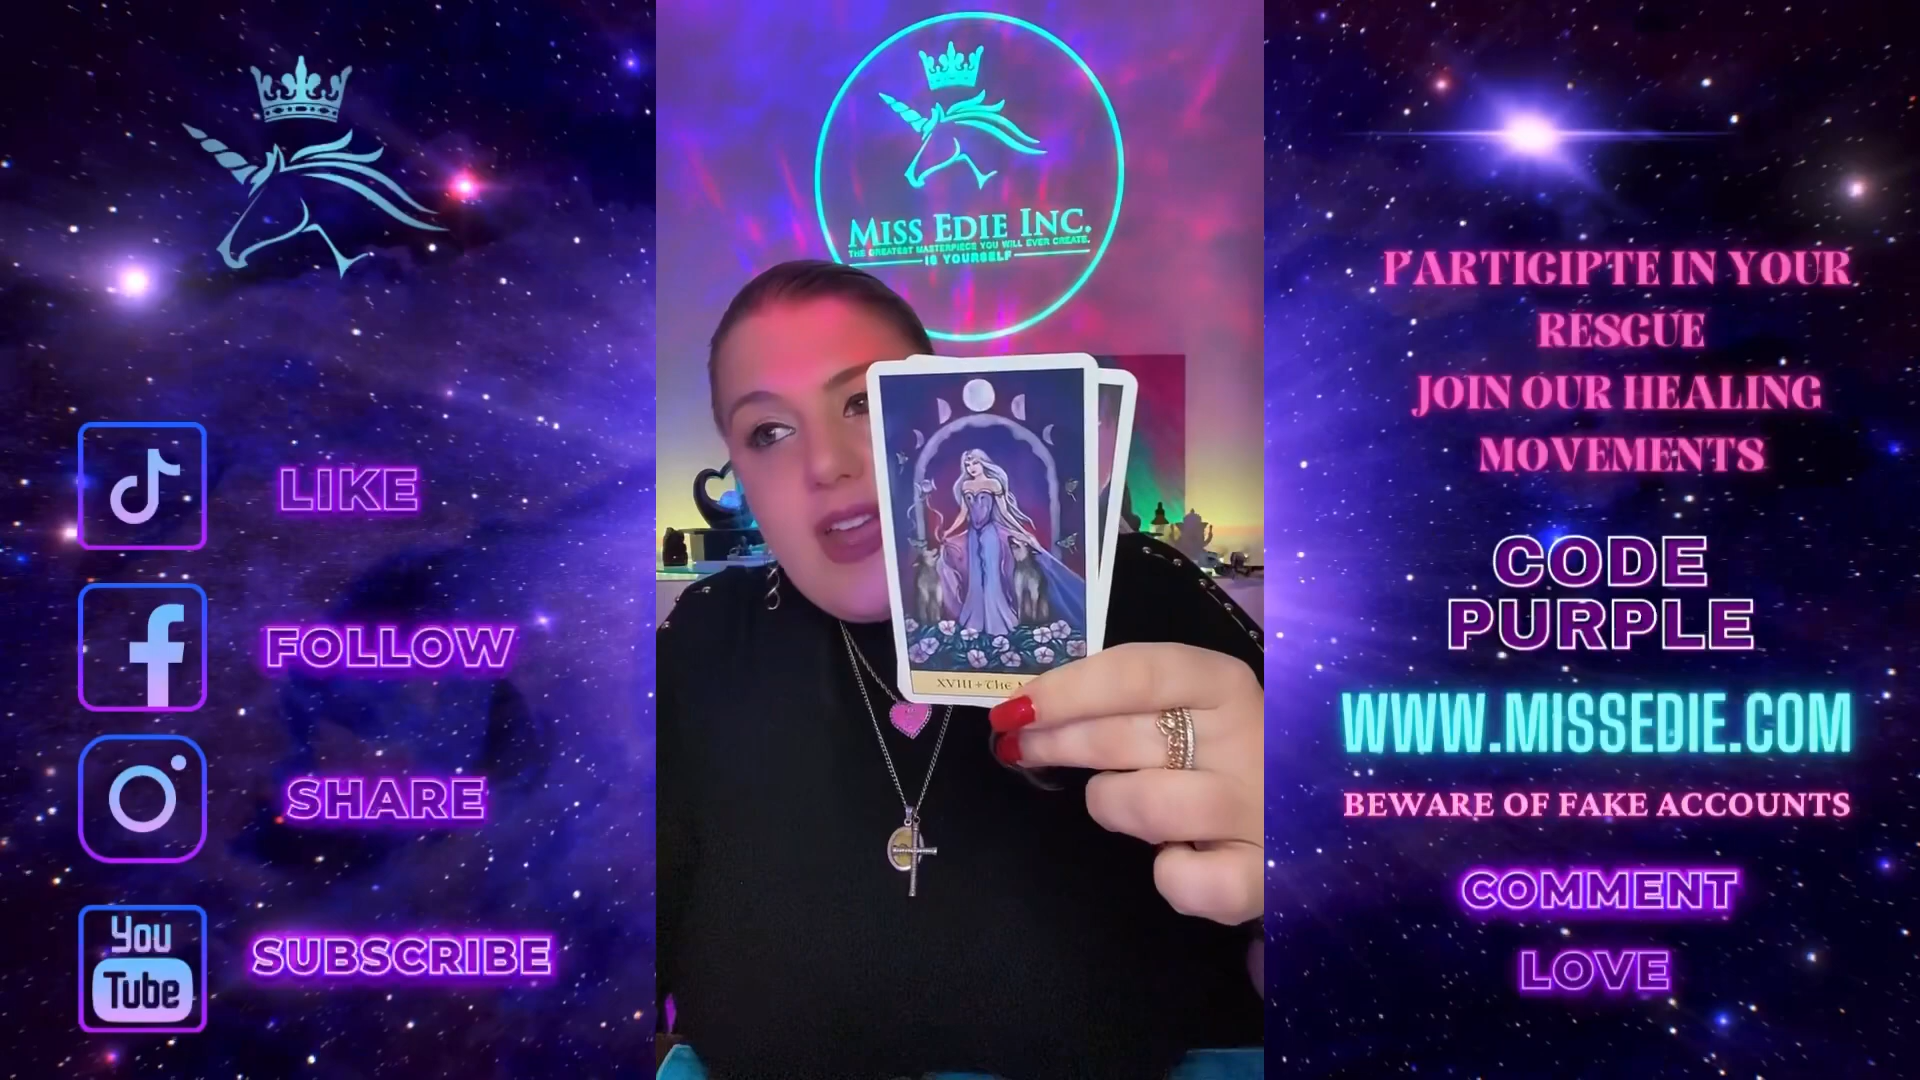 LIKE
FOLLOW
SHARE
You
Tube
SUBSCRIBE
MISS EDIE INC.
THE GREATEST MASTERPIECE YOU WILL EVER CREATE.
IS YOURSELF
XVIII + THE
PARTICIPTE IN YOUR
RESCUE
JOIN OUR HEALING
MOVEMENTS
CODE
PURPLE
WWW.MISSEDIE.COM
BEWARE OF FAKE ACCOUNTS
COMMENT
LOVE